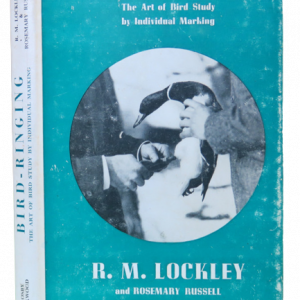 The Art of Bird Study
by Individual Marking
R. M. LOCKLEY
and ROSEMARY RUSSELL
BIRD-RINGING
THE ART OF BIRD STUDY BY INDIVIDUAL MARKING